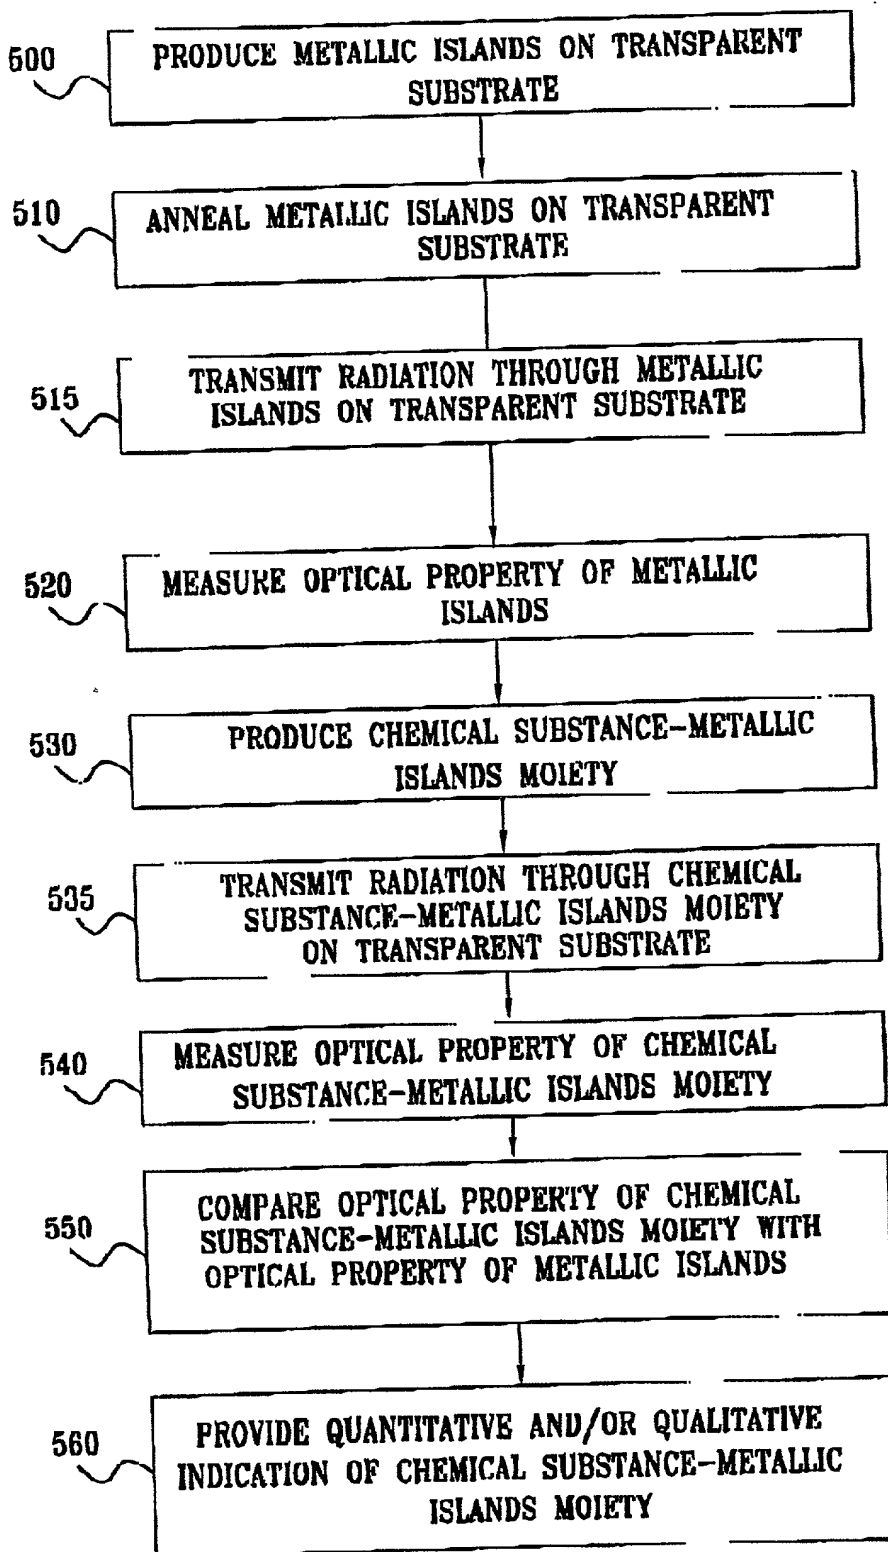 500
PRODUCE METALLIC ISLANDS ON TRANSPARENT
SUBSTRATE
510
ANNEAL METALLIC ISLANDS ON TRANSPARENT
SUBSTRATE
515
TRANSMIT RADIATION THROUGH METALLIC
ISLANDS ON TRANSPARENT SUBSTRATE
520
MEASURE OPTICAL PROPERTY OF METALLIC
ISLANDS
530
PRODUCE CHEMICAL SUBSTANCE-METALLIC
ISLANDS MOIETY
535
TRANSMIT RADIATION THROUGH CHEMICAL
SUBSTANCE-METALLIC ISLANDS MOIETY
ON TRANSPARENT SUBSTRATE
540
MEASURE OPTICAL PROPERTY OF CHEMICAL
SUBSTANCE-METALLIC ISLANDS MOIETY
550
COMPARE OPTICAL PROPERTY OF CHEMICAL
SUBSTANCE-METALLIC ISLANDS MOIETY WITH
OPTICAL PROPERTY OF METALLIC ISLANDS
560
PROVIDE QUANTITATIVE AND/OR QUALITATIVE
INDICATION OF CHEMICAL SUBSTANCE-METALLIC
ISLANDS MOIETY